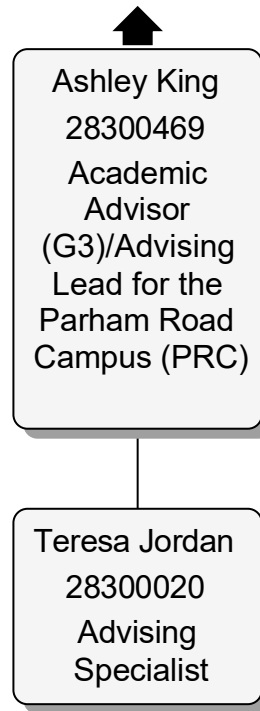 Ashley King
28300469
Academic
Advisor
(G3)/Advising
Lead for the
Parham Road
Campus (PRC)
Teresa Jordan
28300020
Advising
Specialist